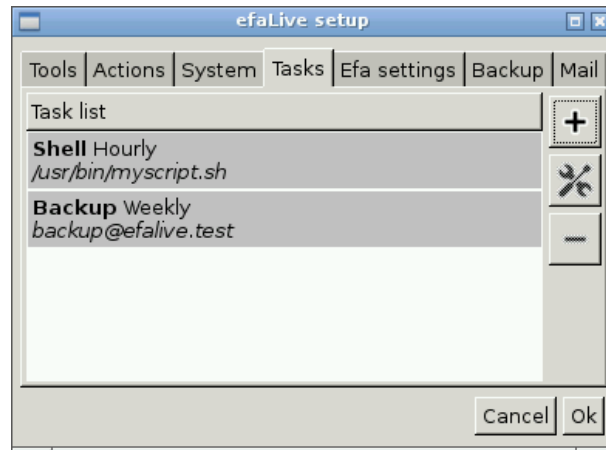 efaLive setup
Tools Actions System Tasks Efa settings Backup Mail
Task list
Shell Hourly
/usr/bin/myscript.sh
Backup Weekly
backup@efalive.test
Cancel Ok